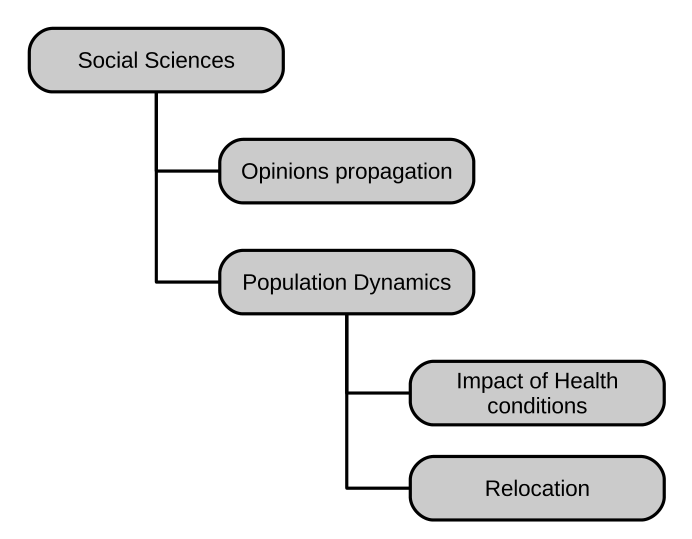 Social Sciences
Opinions propagation
Population Dynamics
Impact of Health
conditions
Relocation